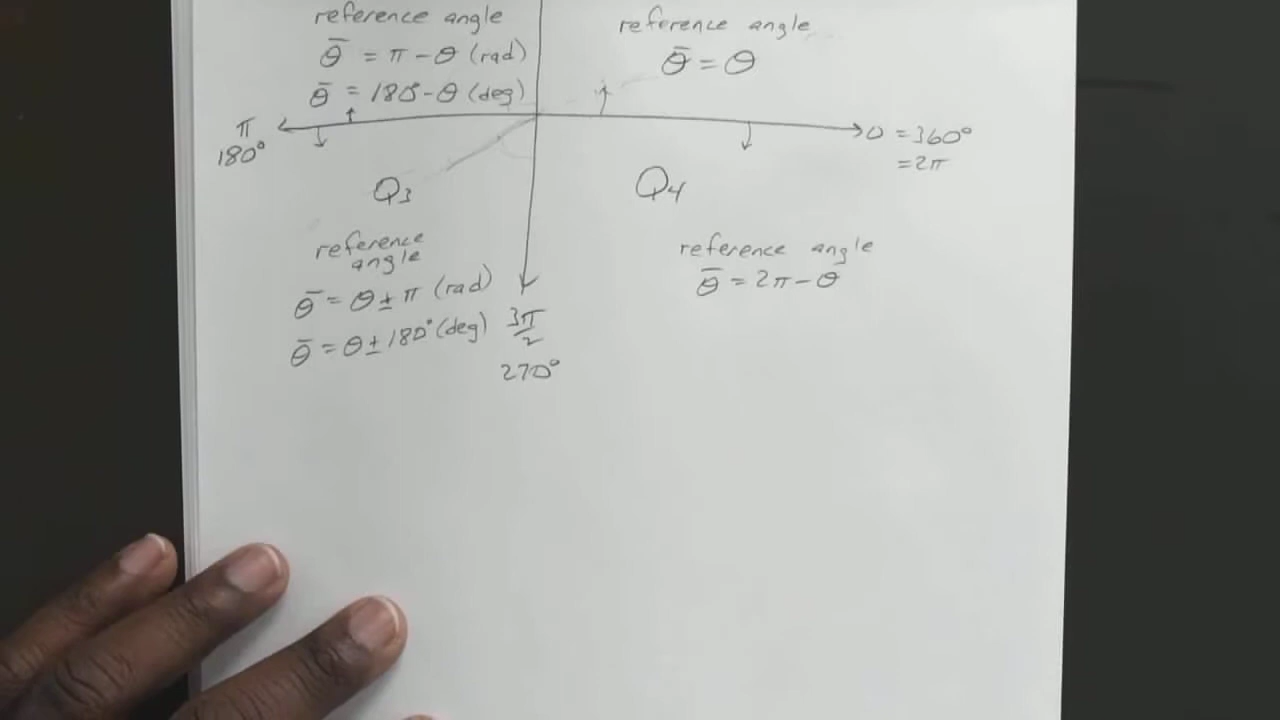 reference angle
θ̄ = π - θ (rad)
θ̄ = 180° - θ (deg)
reference angle
θ̄ = θ
π
180°
0 = 360°
= 2π
Q3
Q4
reference
angle
θ̄ = θ ± π (rad)
θ̄ = θ ± 180° (deg)
reference angle
θ̄ = 2π - θ
3π
2
270°